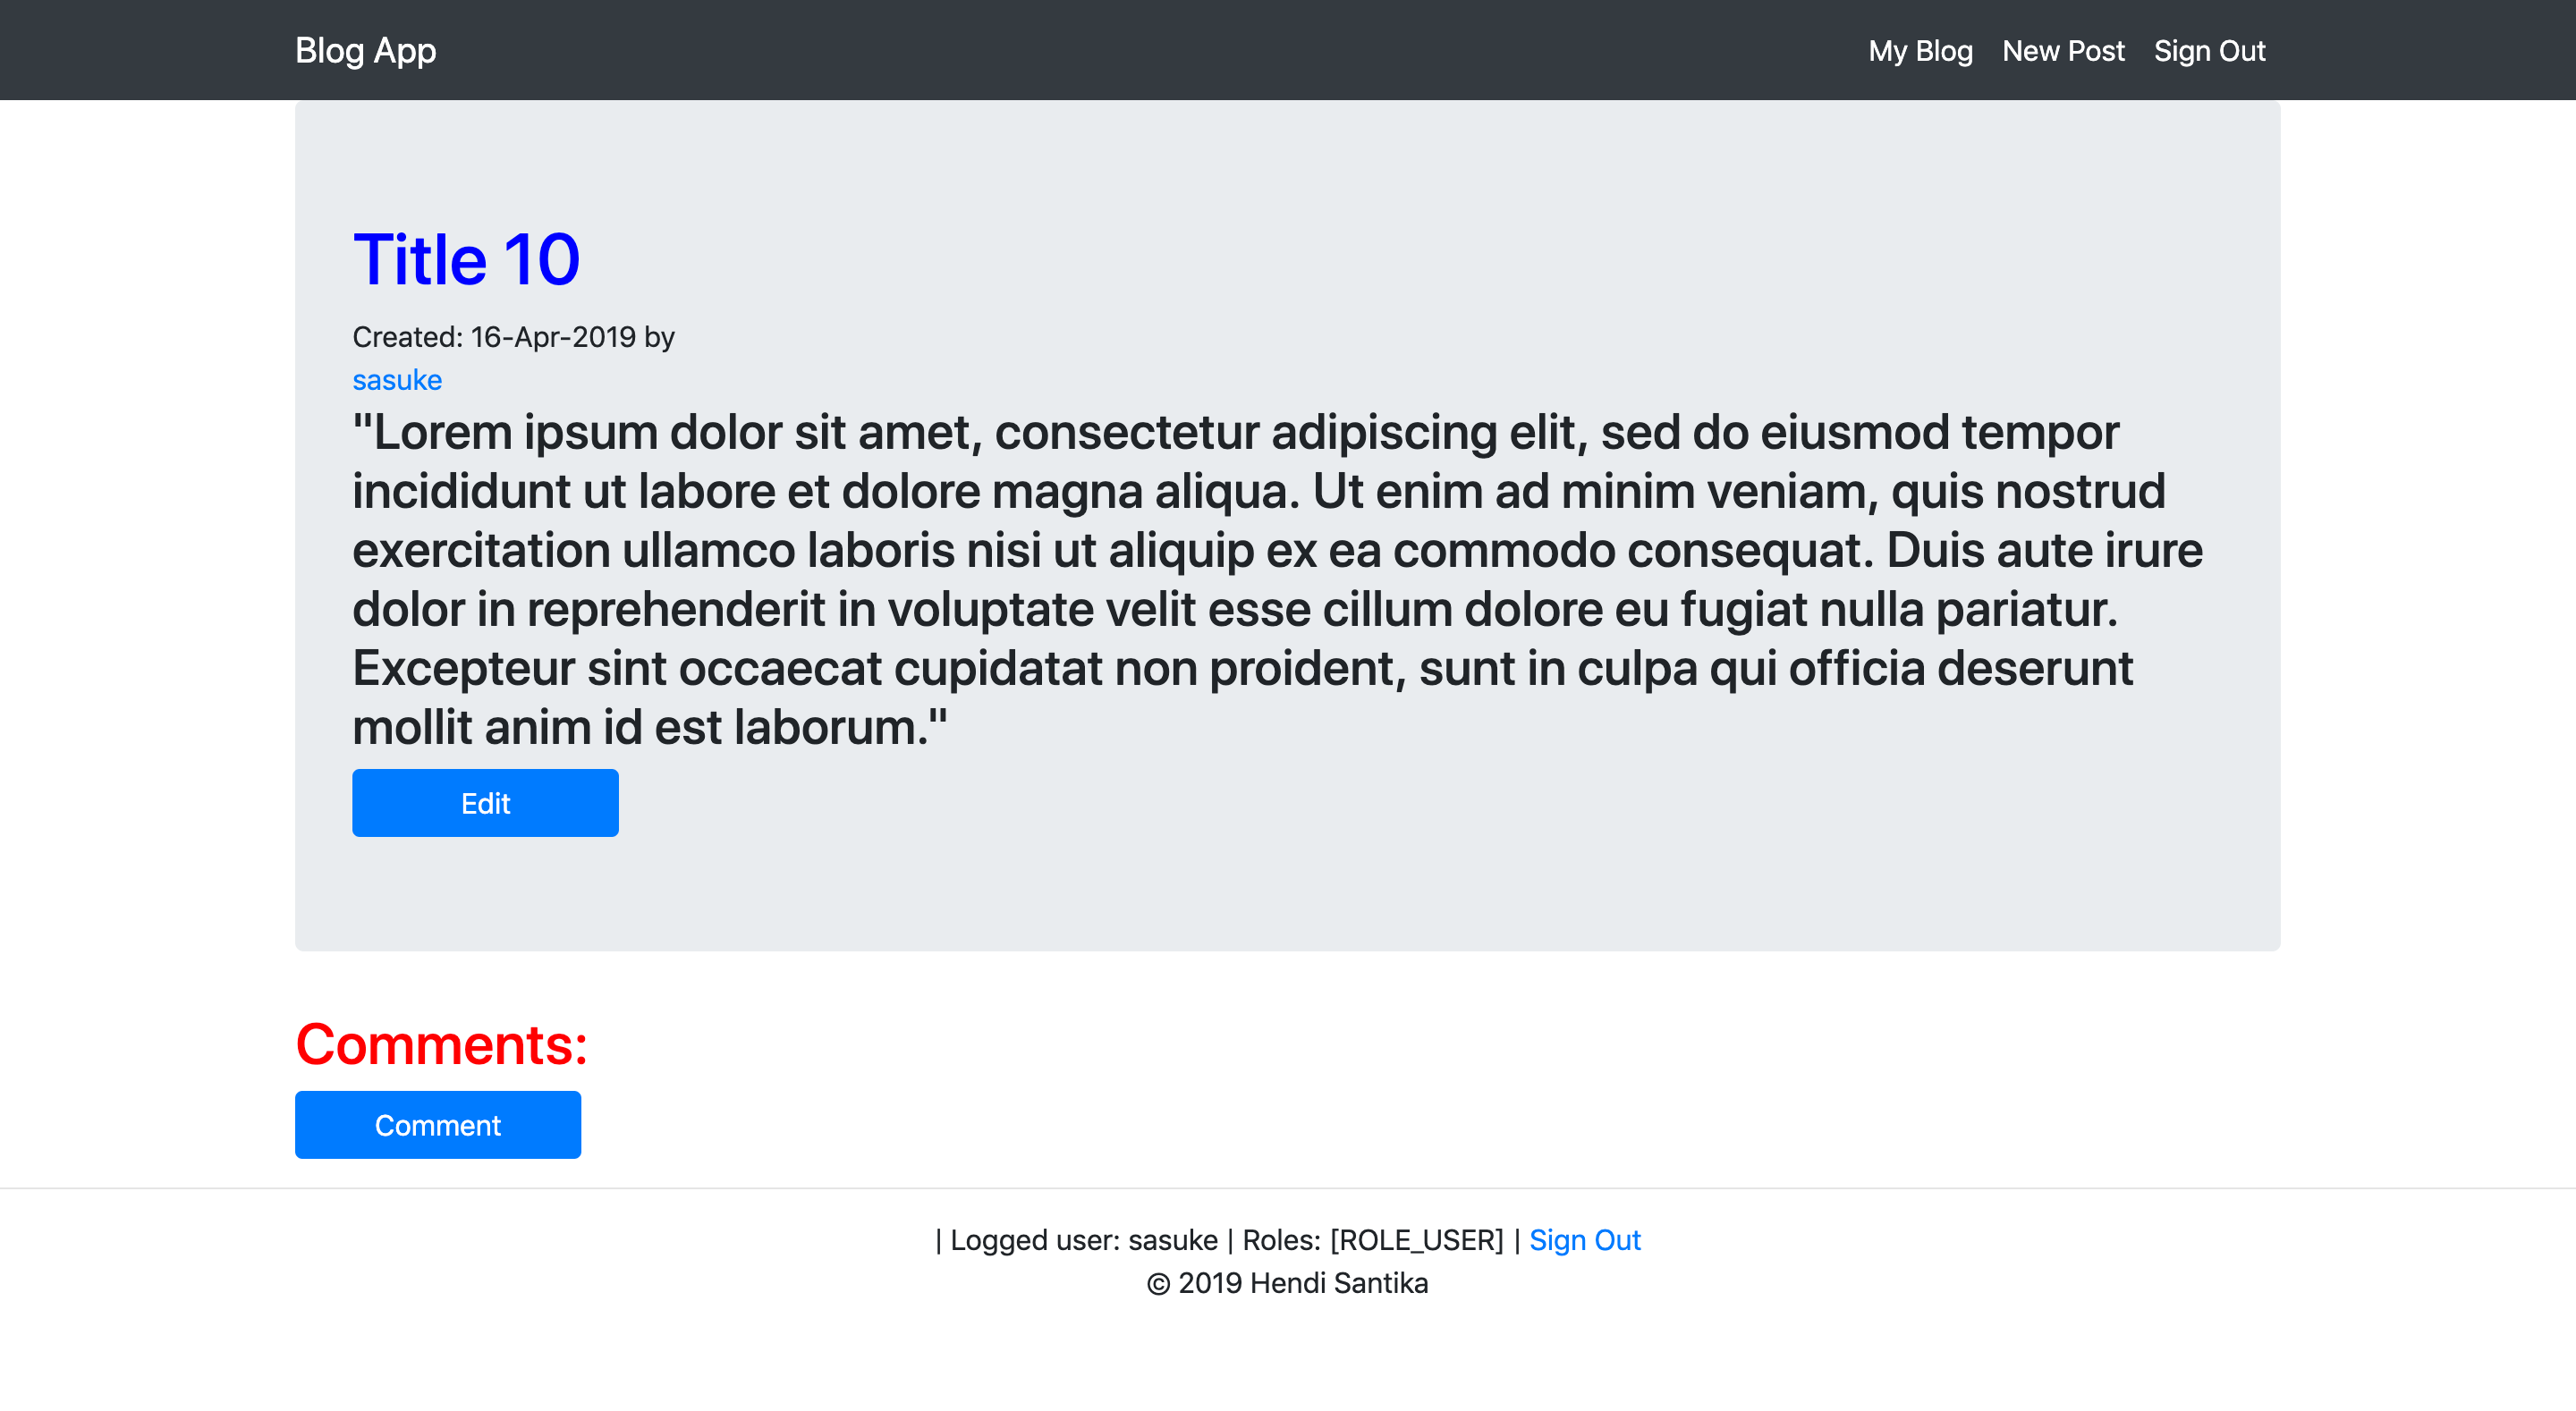 Blog App
My Blog New Post Sign Out
Title 10
Created: 16-Apr-2019 by
sasuke
"Lorem ipsum dolor sit amet, consectetur adipiscing elit, sed do eiusmod tempor
incididunt ut labore et dolore magna aliqua. Ut enim ad minim veniam, quis nostrud
exercitation ullamco laboris nisi ut aliquip ex ea commodo consequat. Duis aute irure
dolor in reprehenderit in voluptate velit esse cillum dolore eu fugiat nulla pariatur.
Excepteur sint occaecat cupidatat non proident, sunt in culpa qui officia deserunt
mollit anim id est laborum."
Edit
Comments:
Comment
| Logged user: sasuke | Roles: [ROLE_USER] | Sign Out
© 2019 Hendi Santika